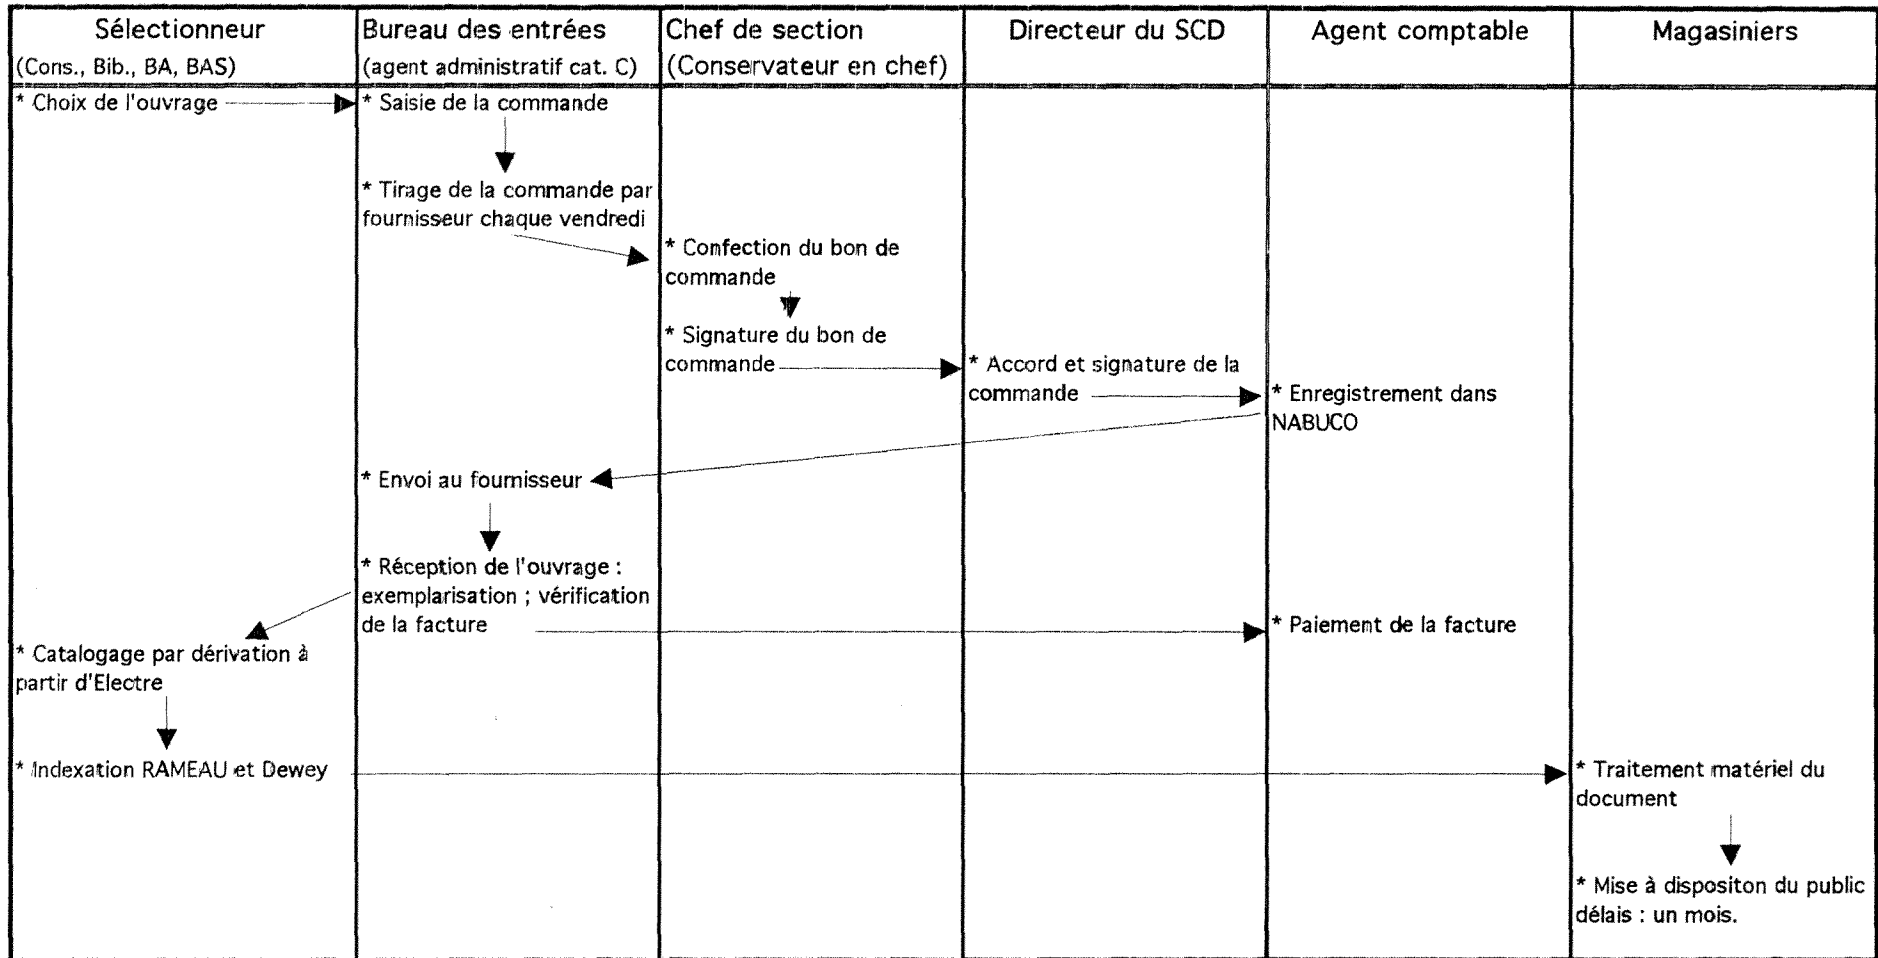 Sélectionneur
(Cons., Bib., BA, BAS)
Bureau des entrées
(agent administratif cat. C)
Chef de section
(Conservateur en chef)
Directeur du SCD
Agent comptable
Magasiniers
* Choix de l'ouvrage
* Saisie de la commande
* Tirage de la commande par
fournisseur chaque vendredi
* Confection du bon de
commande
* Signature du bon de
commande
* Accord et signature de la
commande
* Enregistrement dans
NABUCO
* Envoi au fournisseur
* Réception de l'ouvrage :
exemplarisation ; vérification
de la facture
* Paiement de la facture
* Catalogage par dérivation à
partir d'Electre
* Indexation RAMEAU et Dewey
* Traitement matériel du
document
* Mise à dispositon du public
délais : un mois.